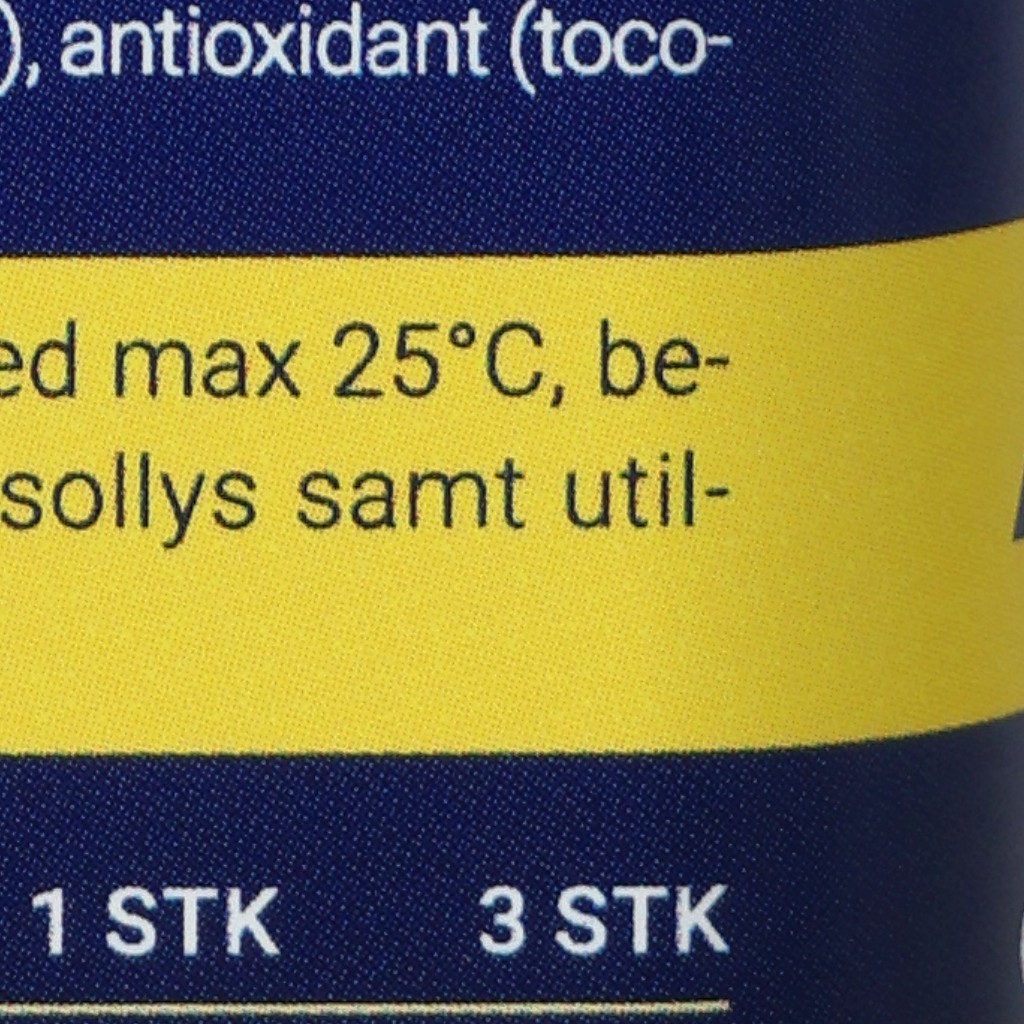 ), antioxidant (toco-
ed max 25°C, be-
sollys samt util-
1 STK 3 STK